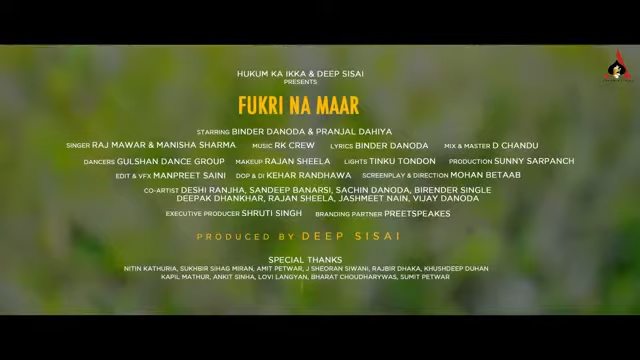 HUKUM KA IKKA & DEEP SISAI
PRESENTS
FUKRI NA MAAR
STARRING BINDER DANODA & PRANJAL DAHIYA
SINGER RAJ MAWAR & MANISHA SHARMA MUSIC RK CREW LYRICS BINDER DANODA MIX & MASTER D CHANDU
DANCERS GULSHAN DANCE GROUP MAKEUP RAJAN SHEELA LIGHTS TINKU TONDON PRODUCTION SUNNY SARPANCH
EDIT & VFX MANPREET SAINI DOP & DI KEHAR RANDHAWA SCREENPLAY & DIRECTION MOHAN BETAAB
CO-ARTIST DESHI RANJHA, SANDEEP BANARSI, SACHIN DANODA, BIRENDER SINGLE
DEEPAK DHANKHAR, RAJAN SHEELA, JASHMEET NAIN, VIJAY DANODA
EXECUTIVE PRODUCER SHRUTI SINGH BRANDING PARTNER PREETSPEAKES
PRODUCED BY DEEP SISAI
SPECIAL THANKS
NITIN KATHURIA, SUKHBIR SIHAG MIRAN, AMIT PETWAR, J SHEORAN SIWANI, RAJBIR DHAKA, KHUSHDEEP DUHAN
KAPIL MATHUR, ANKIT SINHA, LOVI LANGYAN, BHARAT CHOUDHARYWAS, SUMIT PETWAR